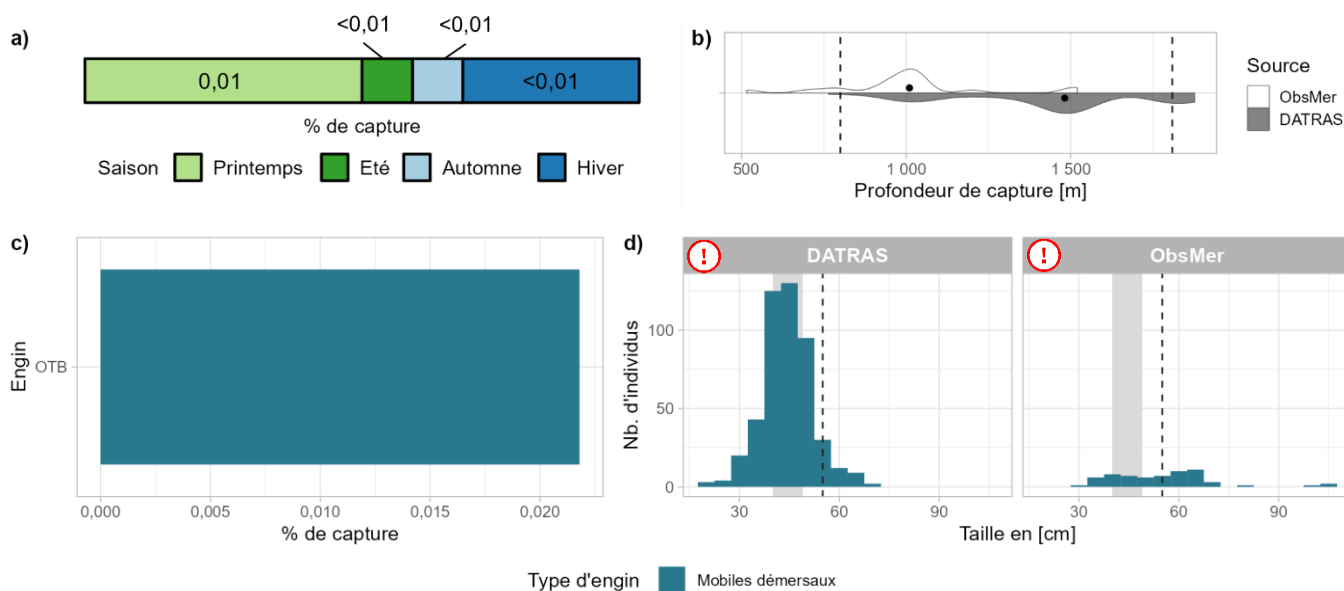 a)
<0,01 <0,01
0,01 <0,01
% de capture
Saison Printemps Eté Automne Hiver
b)
500 1 000 1 500
Profondeur de capture [m]
Source
ObsMer
DATRAS
c)
Engin
OTB
0,000 0,005 0,010 0,015 0,020
% de capture
d)
! DATRAS ! ObsMer
Nb. d'individus
100
50
0
30 60 90 30 60 90
Taille en [cm]
Type d'engin Mobiles démersaux